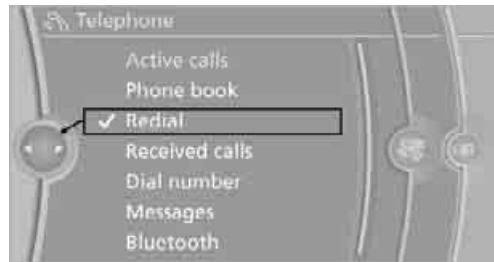 Telephone
Active calls
Phone book
Redial
Received calls
Dial number
Messages
Bluetooth